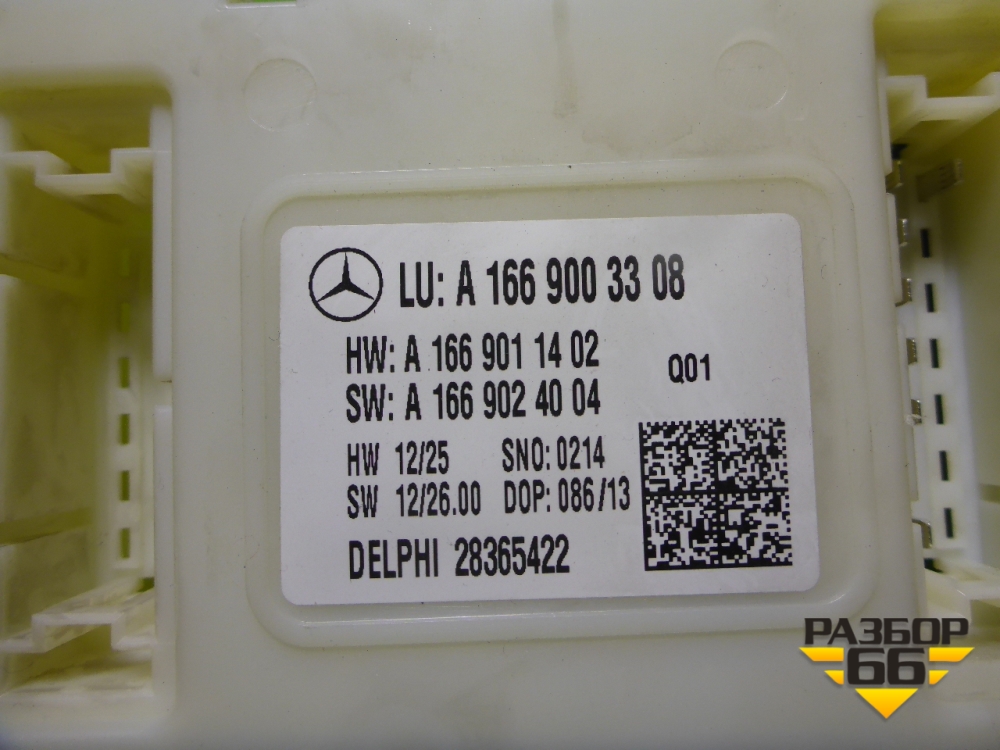 LU: A 166 900 33 08
HW: A 166 901 14 02
SW: A 166 902 40 04
Q01
HW 12/25 SNO: 0214
SW 12/26.00 DOP: 086/13
DELPHI 28365422
РАЗБОР
66